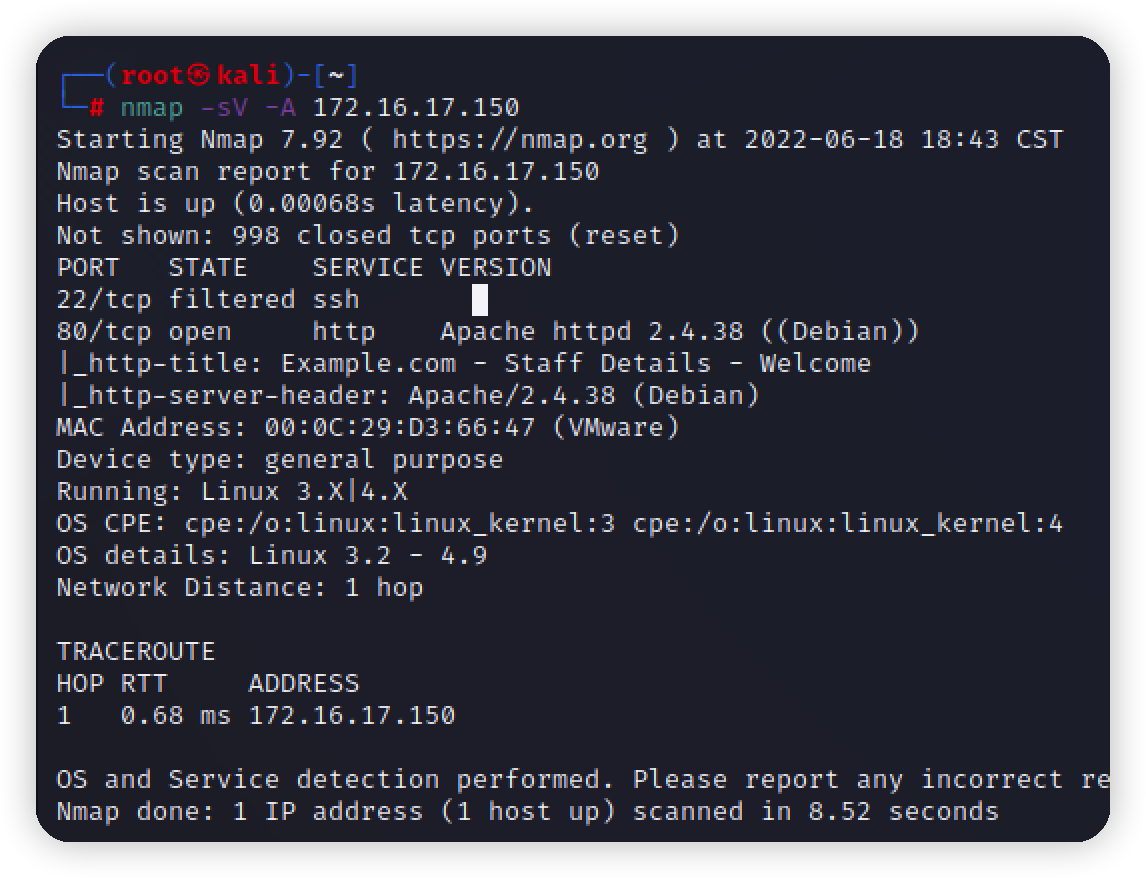 ┌──(root㉿kali)-[~]
└─# nmap -sV -A 172.16.17.150
Starting Nmap 7.92 ( https://nmap.org ) at 2022-06-18 18:43 CST
Nmap scan report for 172.16.17.150
Host is up (0.00068s latency).
Not shown: 998 closed tcp ports (reset)
PORT   STATE    SERVICE VERSION
22/tcp filtered ssh
80/tcp open     http    Apache httpd 2.4.38 ((Debian))
|_http-title: Example.com - Staff Details - Welcome
|_http-server-header: Apache/2.4.38 (Debian)
MAC Address: 00:0C:29:D3:66:47 (VMware)
Device type: general purpose
Running: Linux 3.X|4.X
OS CPE: cpe:/o:linux:linux_kernel:3 cpe:/o:linux:linux_kernel:4
OS details: Linux 3.2 - 4.9
Network Distance: 1 hop
TRACEROUTE
HOP RTT     ADDRESS
1   0.68 ms 172.16.17.150
OS and Service detection performed. Please report any incorrect re
Nmap done: 1 IP address (1 host up) scanned in 8.52 seconds